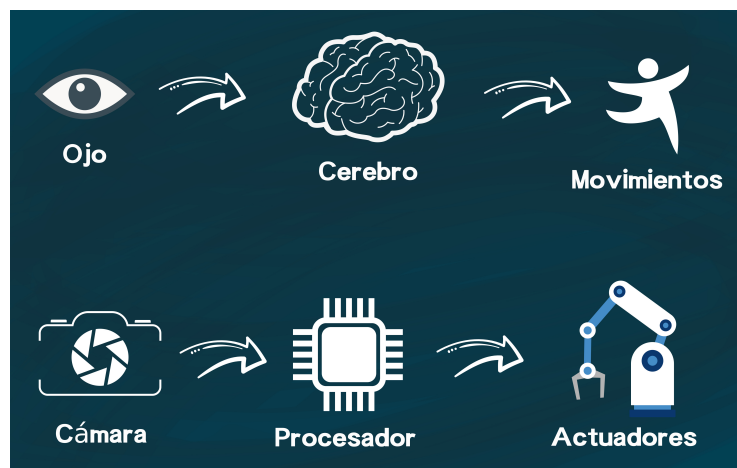 Ojo
Cerebro
Movimientos
Cámara
Procesador
Actuadores